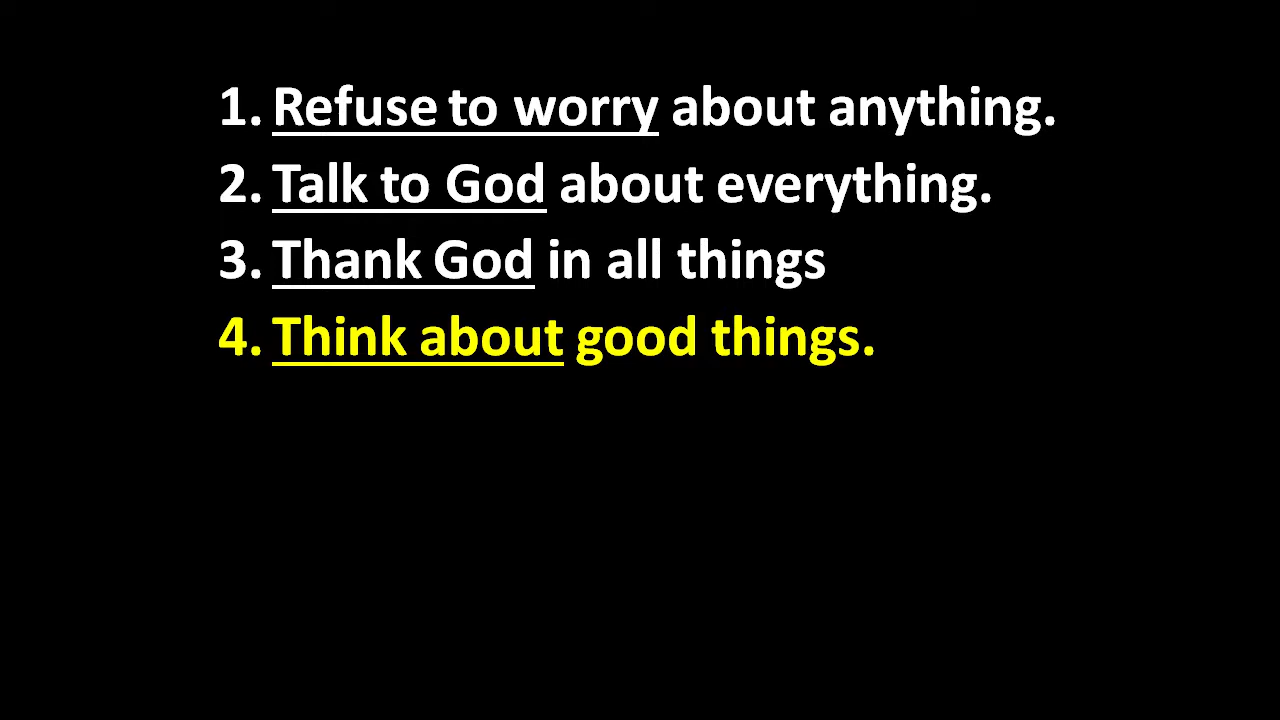 1. Refuse to worry about anything.
2. Talk to God about everything.
3. Thank God in all things
4. Think about good things.